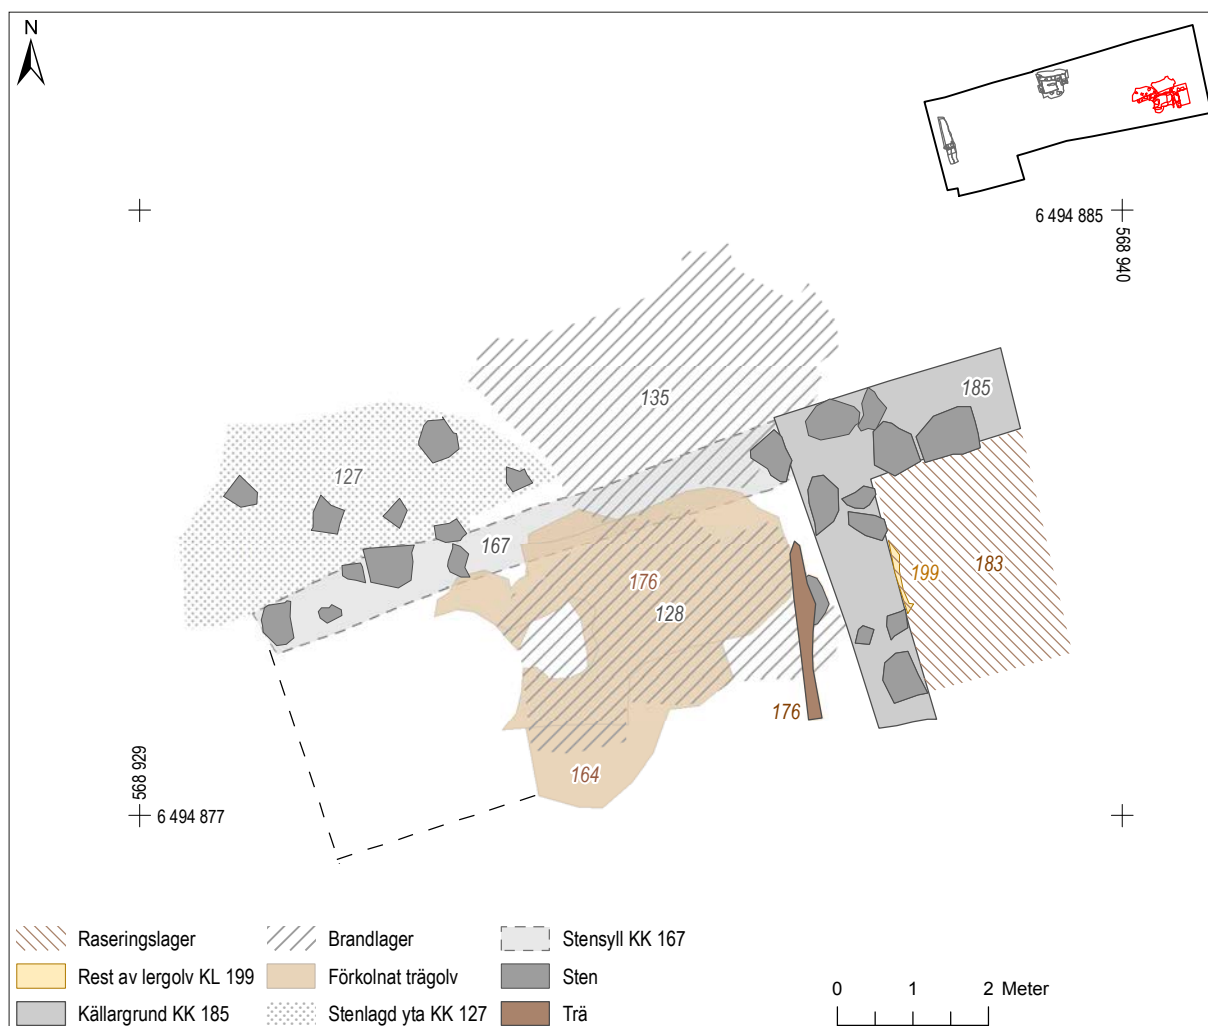 N
6 494 885
568 940
135
185
127
167
176
128
199
183
176
164
568 929
6 494 877
Raseringslager
Brandlager
Stensyll KK 167
Rest av lergolv KL 199
Förkolnat trägolv
Sten
Källargrund KK 185
Stenlagd yta KK 127
Trä
0 1 2 Meter